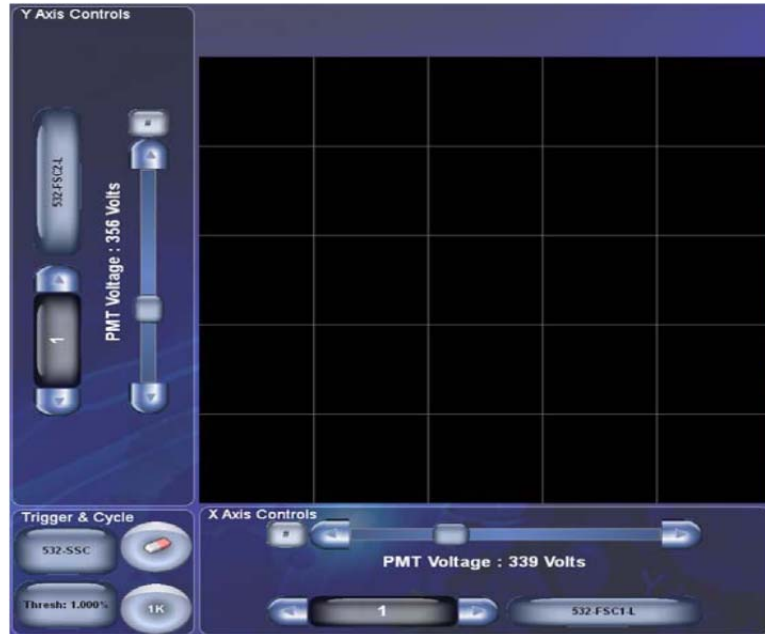 Y Axis Controls
#
532-FSC2-L
PMT Voltage : 356 Volts
1
Trigger & Cycle
532-SSC
Thresh: 1.000%
1K
X Axis Controls
#
PMT Voltage : 339 Volts
1
532-FSC1-L